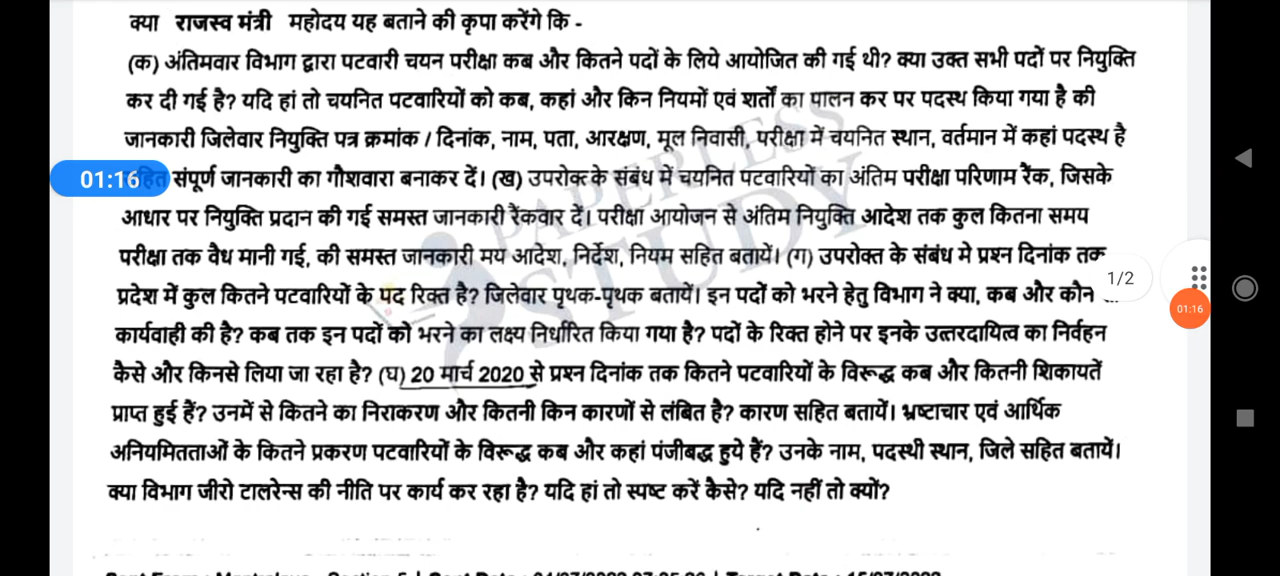 क्या राजस्व मंत्री महोदय यह बताने की कृपा करेंगे कि -
(क) अंतिमवार विभाग द्वारा पटवारी चयन परीक्षा कब और कितने पदों के लिये आयोजित की गई थी? क्या उक्त सभी पदों पर नियुक्ति
कर दी गई है? यदि हां तो चयनित पटवारियों को कब, कहां और किन नियमों एवं शर्तों का पालन कर पर पदस्थ किया गया है की
जानकारी जिलेवार नियुक्ति पत्र क्रमांक / दिनांक, नाम, पता, आरक्षण, मूल निवासी, परीक्षा में चयनित स्थान, वर्तमान में कहां पदस्थ है
01:16 संपूर्ण जानकारी का गौशवारा बनाकर दें। (ख) उपरोक्त के संबंध में चयनित पटवारियों का अंतिम परीक्षा परिणाम रैंक, जिसके
आधार पर नियुक्ति प्रदान की गई समस्त जानकारी रैंकवार दें। परीक्षा आयोजन से अंतिम नियुक्ति आदेश तक कुल कितना समय
परीक्षा तक वैध मानी गई, की समस्त जानकारी मय आदेश, निर्देश, नियम सहित बतायें। (ग) उपरोक्त के संबंध मे प्रश्न दिनांक तक
1/2
प्रदेश में कुल कितने पटवारियों के पद रिक्त है? जिलेवार पृथक-पृथक बतायें। इन पदों को भरने हेतु विभाग ने क्या, कब और कौन
01:16
कार्यवाही की है? कब तक इन पदों को भरने का लक्ष्य निर्धारित किया गया है? पदों के रिक्त होने पर इनके उत्तरदायित्व का निर्वहन
कैसे और किनसे लिया जा रहा है? (घ) 20 मार्च 2020 से प्रश्न दिनांक तक कितने पटवारियों के विरूद्ध कब और कितनी शिकायतें
प्राप्त हुई हैं? उनमें से कितने का निराकरण और कितनी किन कारणों से लंबित है? कारण सहित बतायें। भ्रष्टाचार एवं आर्थिक
अनियमितताओं के कितने प्रकरण पटवारियों के विरूद्ध कब और कहां पंजीबद्ध हुये हैं? उनके नाम, पदस्थी स्थान, जिले सहित बतायें।
क्या विभाग जीरो टालरेन्स की नीति पर कार्य कर रहा है? यदि हां तो स्पष्ट करें कैसे? यदि नहीं तो क्यों?
PAPERLESS
STUDY